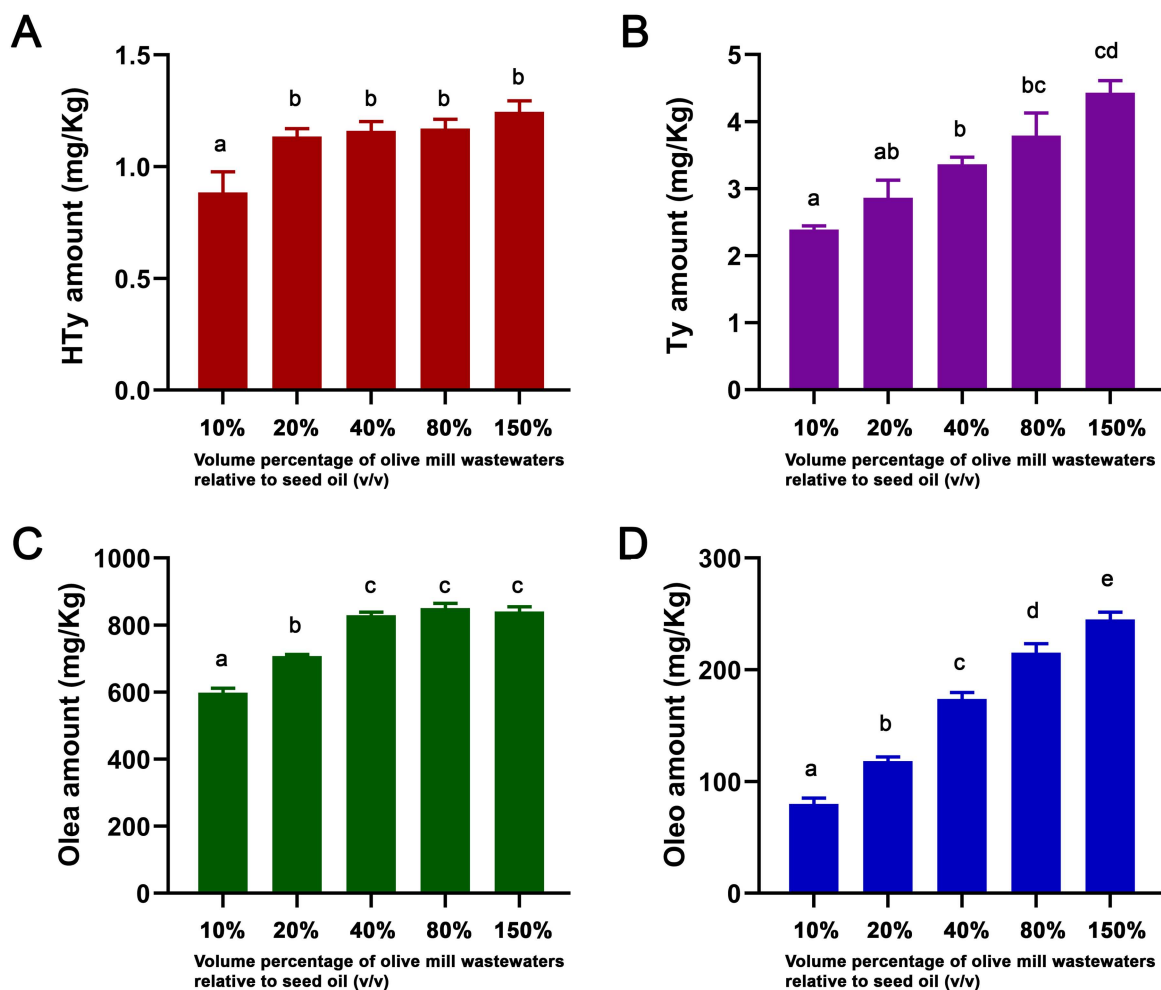 A
HTy amount (mg/Kg)
1.5
1.0
0.5
0.0
a
b
b
b
b
10%
20%
40%
80%
150%
Volume percentage of olive mill wastewaters
relative to seed oil (v/v)
B
Ty amount (mg/Kg)
5
4
3
2
1
0
a
ab
b
bc
cd
10%
20%
40%
80%
150%
Volume percentage of olive mill wastewaters
relative to seed oil (v/v)
C
Olea amount (mg/Kg)
1000
800
600
400
200
0
a
b
c
c
c
10%
20%
40%
80%
150%
Volume percentage of olive mill wastewaters
relative to seed oil (v/v)
D
Oleo amount (mg/Kg)
300
200
100
0
a
b
c
d
e
10%
20%
40%
80%
150%
Volume percentage of olive mill wastewaters
relative to seed oil (v/v)